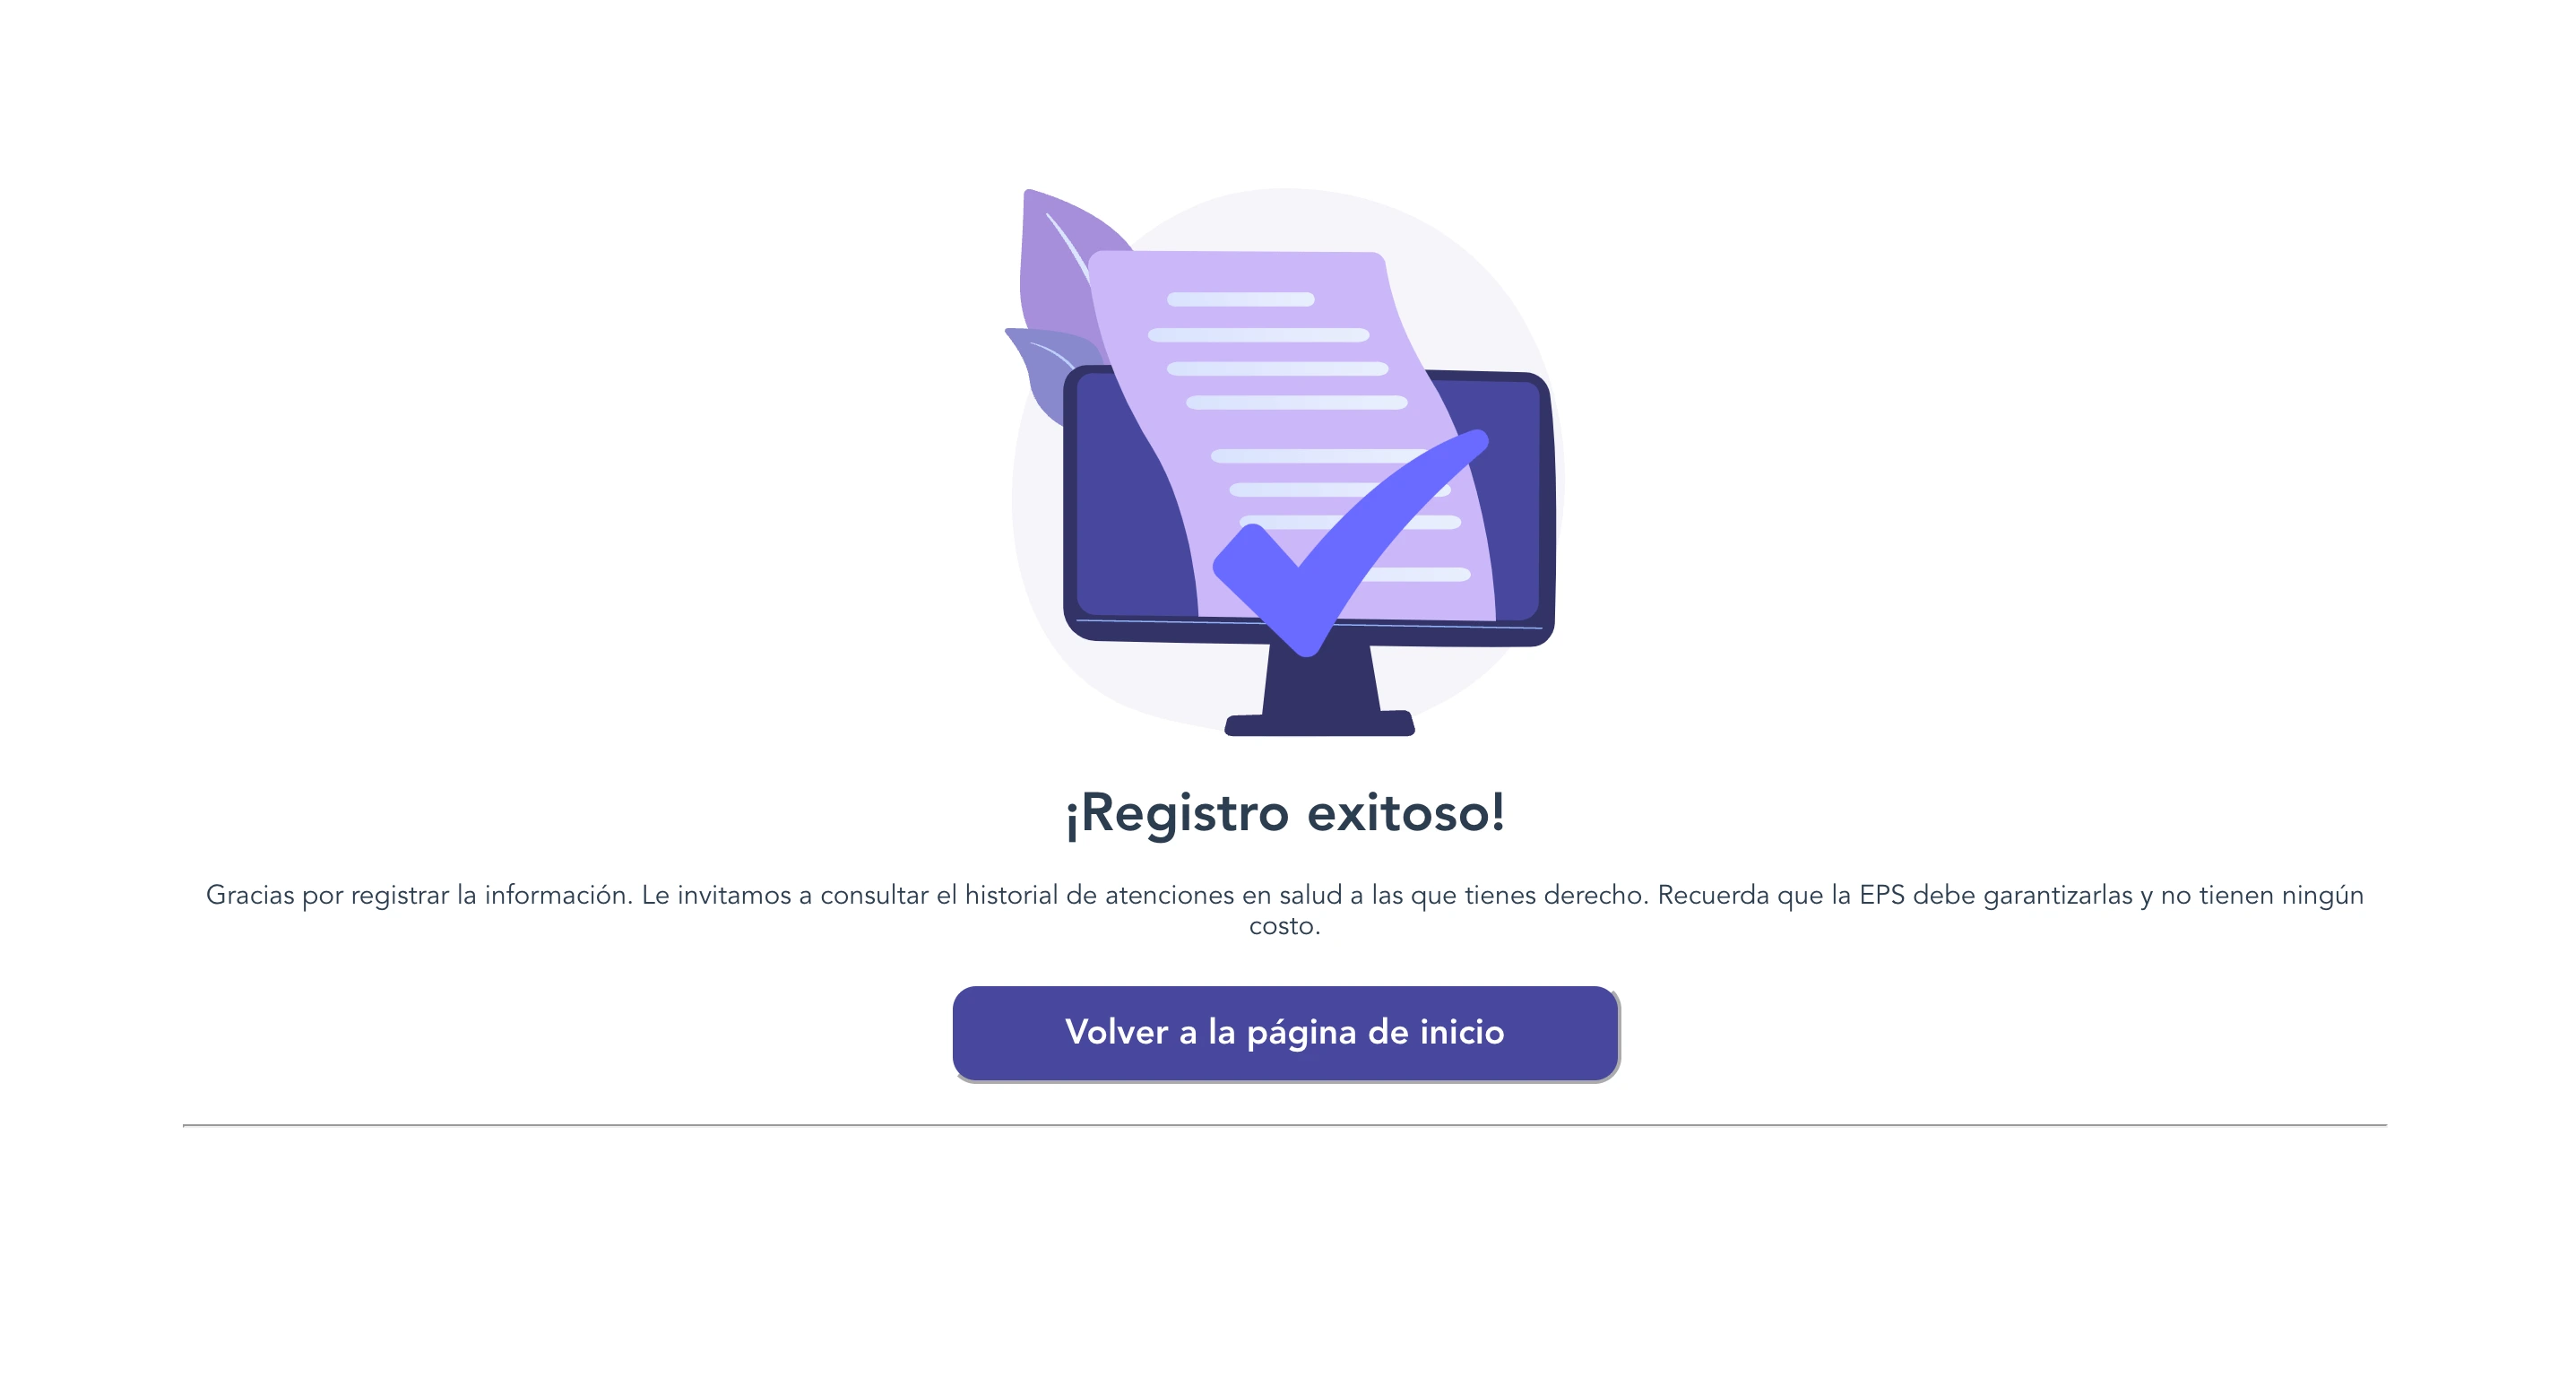 ¡Registro exitoso!
Gracias por registrar la información. Le invitamos a consultar el historial de atenciones en salud a las que tienes derecho. Recuerda que la EPS debe garantizarlas y no tienen ningún
costo.
Volver a la página de inicio